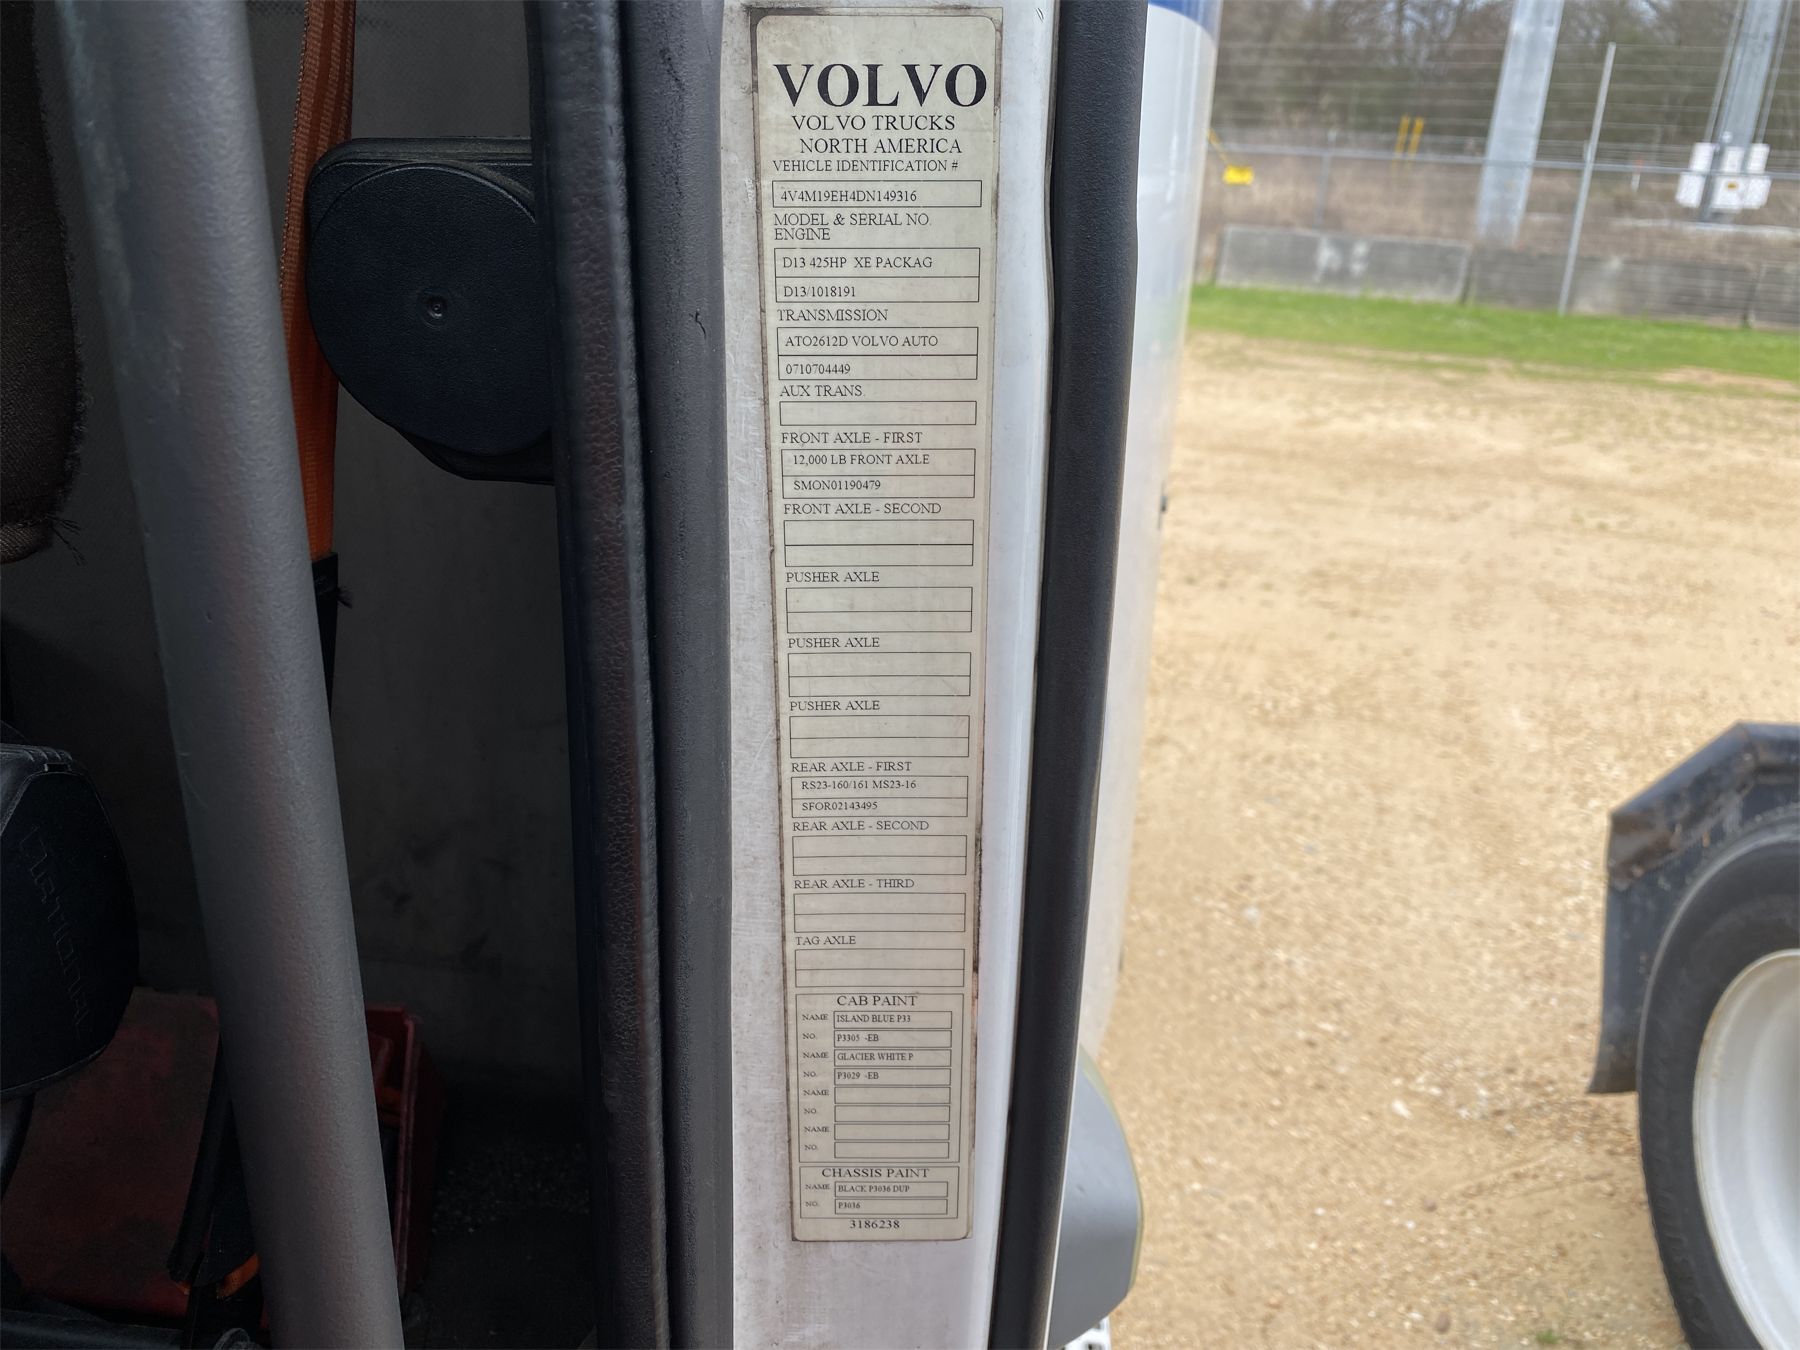 VOLVO
VOLVO TRUCKS
NORTH AMERICA
VEHICLE IDENTIFICATION #
4V4M19EH4DN149316
MODEL & SERIAL NO.
ENGINE
D13 425HP XE PACKAG
D13/1018191
TRANSMISSION
ATO2612D VOLVO AUTO
0710704449
AUX TRANS.
FRONT AXLE - FIRST
12,000 LB FRONT AXLE
SMON01190479
FRONT AXLE - SECOND
PUSHER AXLE
PUSHER AXLE
PUSHER AXLE
REAR AXLE - FIRST
RS23-160/161 MS23-16
SFOR02143495
REAR AXLE - SECOND
REAR AXLE - THIRD
TAG AXLE
CAB PAINT
NAME ISLAND BLUE P33
NO. P3305 -EB
NAME GLACIER WHITE P
NO. P3029 -EB
NAME
NO.
NAME
NO.
CHASSIS PAINT
NAME BLACK P3036 DUP
NO. P3036
3186238